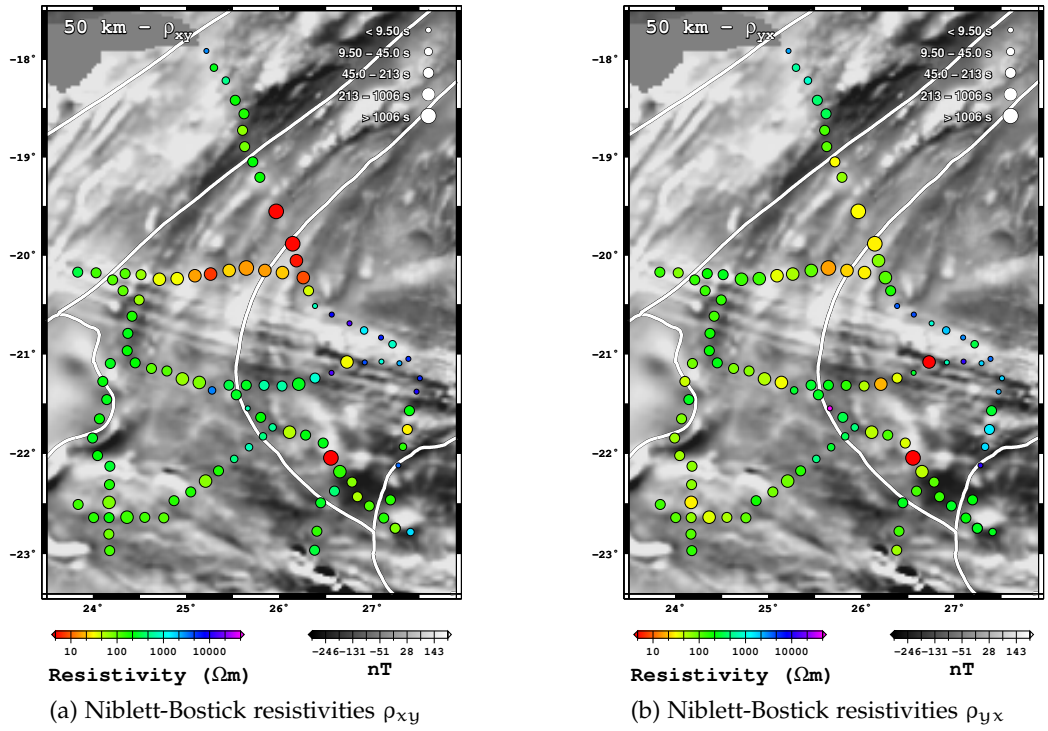 50 km – ρxy
< 9.50 s
9.50 – 45.0 s
45.0 – 213 s
213 – 1006 s
> 1006 s
-18°
-19°
-20°
-21°
-22°
-23°
24° 25° 26° 27°
10 100 1000 10000
Resistivity (Ωm)
-246-131 -51 28 143
nT
(a) Niblett-Bostick resistivities ρxy
50 km – ρyx
< 9.50 s
9.50 – 45.0 s
45.0 – 213 s
213 – 1006 s
> 1006 s
-18°
-19°
-20°
-21°
-22°
-23°
24° 25° 26° 27°
10 100 1000 10000
Resistivity (Ωm)
-246-131 -51 28 143
nT
(b) Niblett-Bostick resistivities ρyx